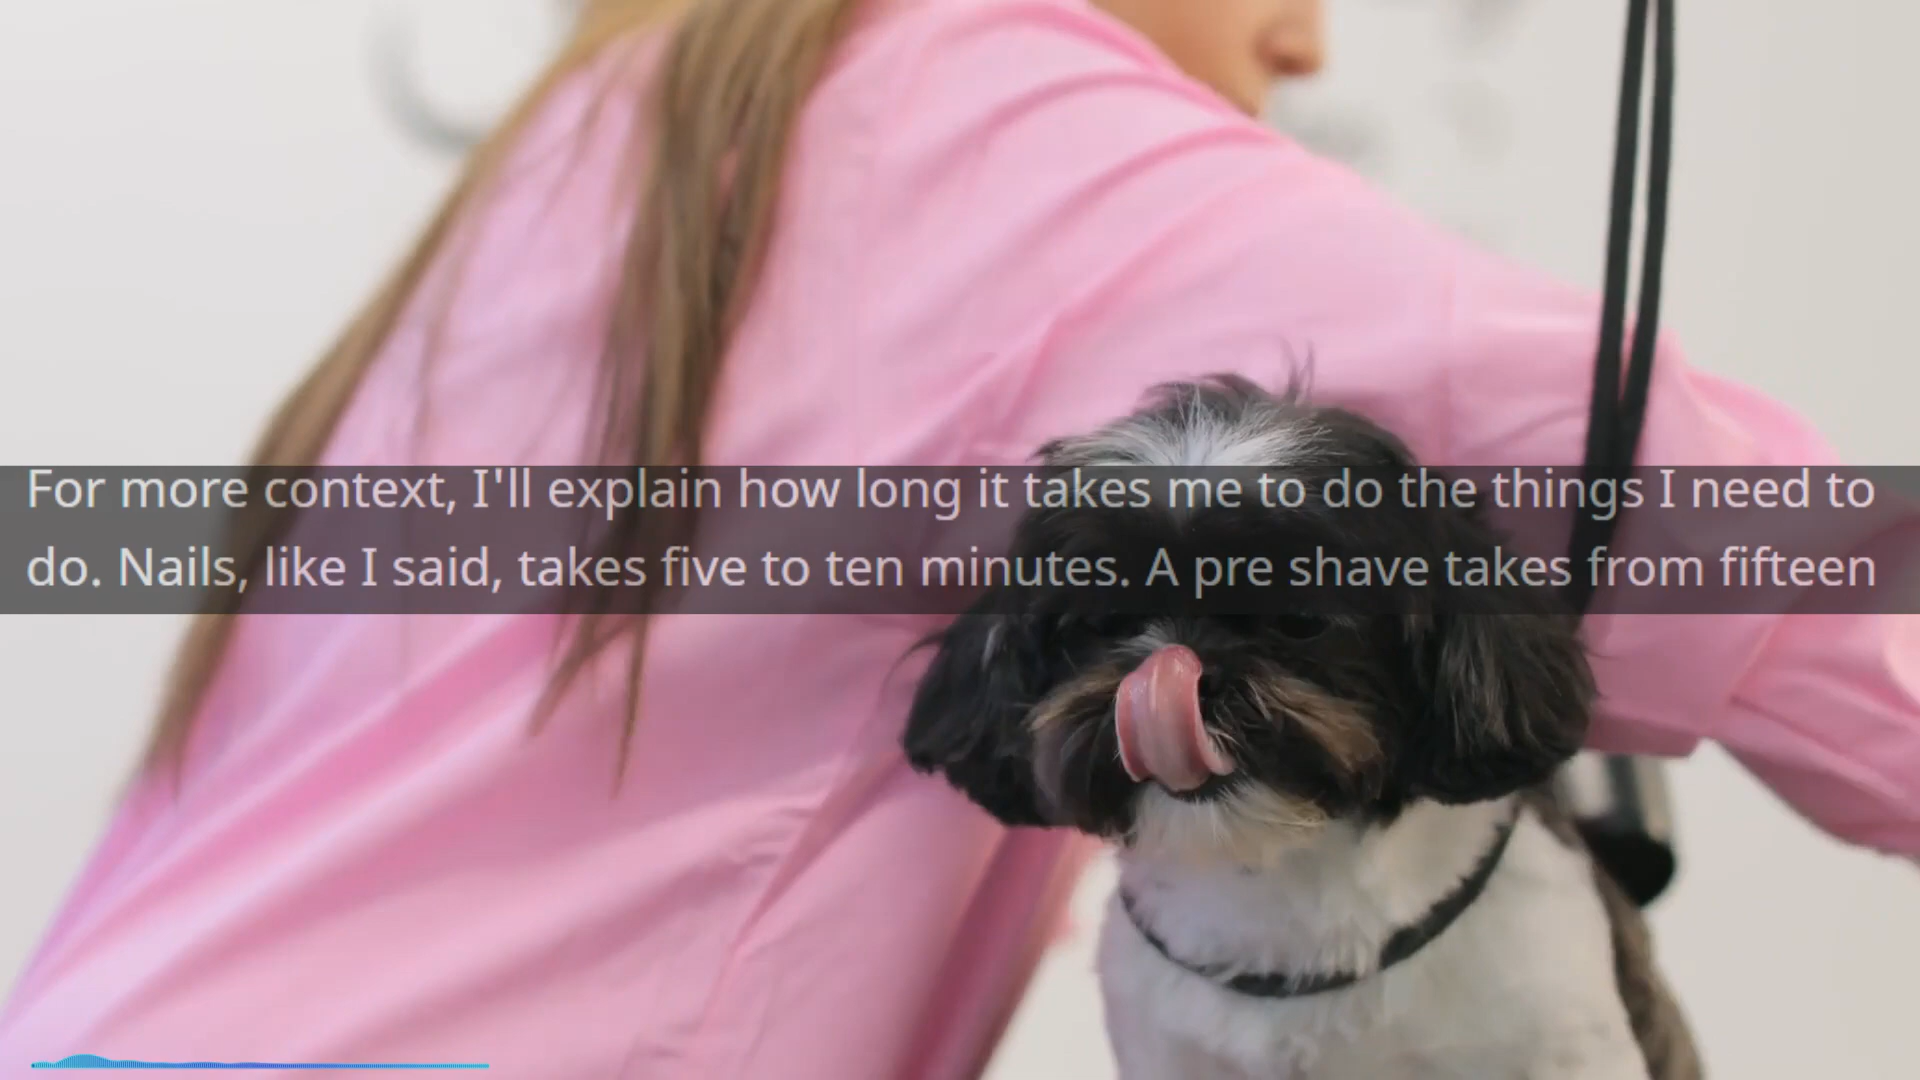 For more context, I'll explain how long it takes me to do the things I need to
do. Nails, like I said, takes five to ten minutes. A pre shave takes from fifteen